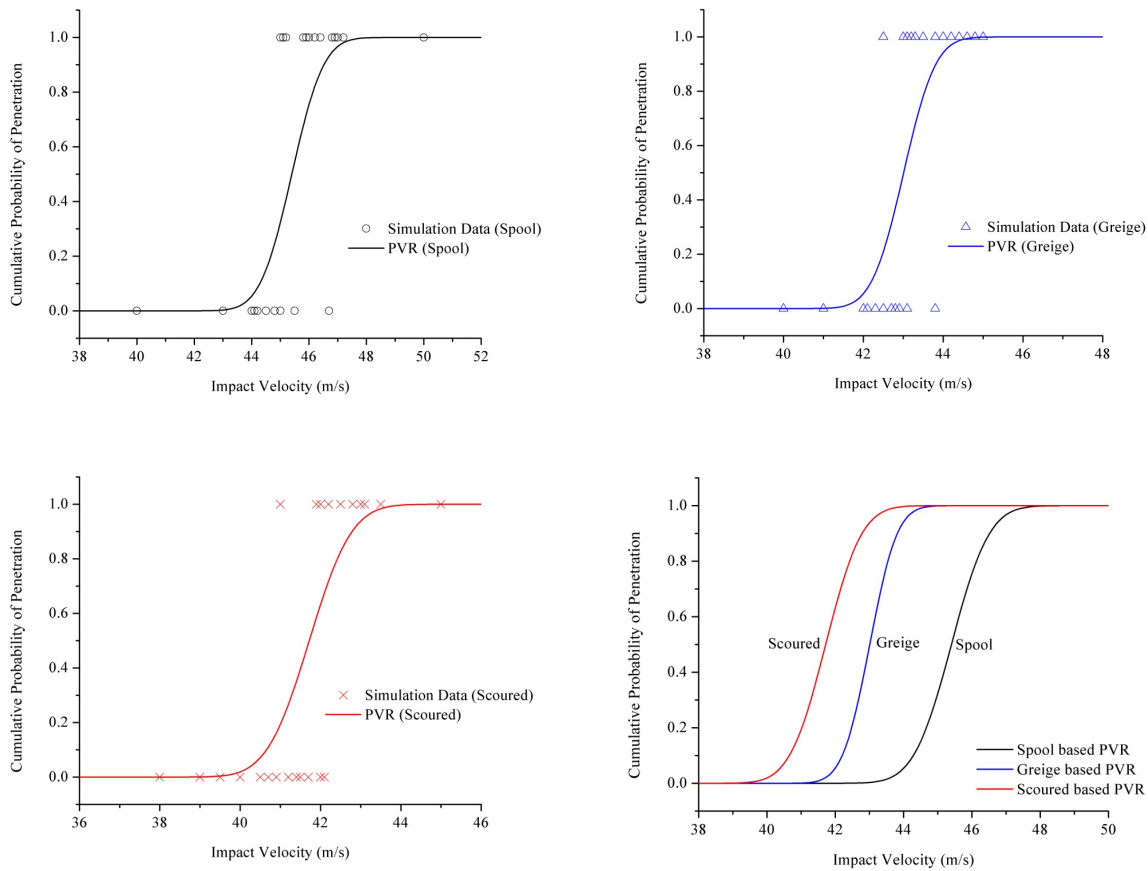 Cumulative Probability of Penetration
1.0
0.8
0.6
0.4
0.2
0.0
Simulation Data (Spool)
PVR (Spool)
38 40 42 44 46 48 50 52
Impact Velocity (m/s)
Cumulative Probability of Penetration
1.0
0.8
0.6
0.4
0.2
0.0
Simulation Data (Greige)
PVR (Greige)
38 40 42 44 46 48
Impact Velocity (m/s)
Cumulative Probability of Penetration
1.0
0.8
0.6
0.4
0.2
0.0
Simulation Data (Scoured)
PVR (Scoured)
36 38 40 42 44 46
Impact Velocity (m/s)
Cumulative Probability of Penetration
1.0
0.8
0.6
0.4
0.2
0.0
Scoured Greige Spool
Spool based PVR
Greige based PVR
Scoured based PVR
38 40 42 44 46 48 50
Impact Velocity (m/s)